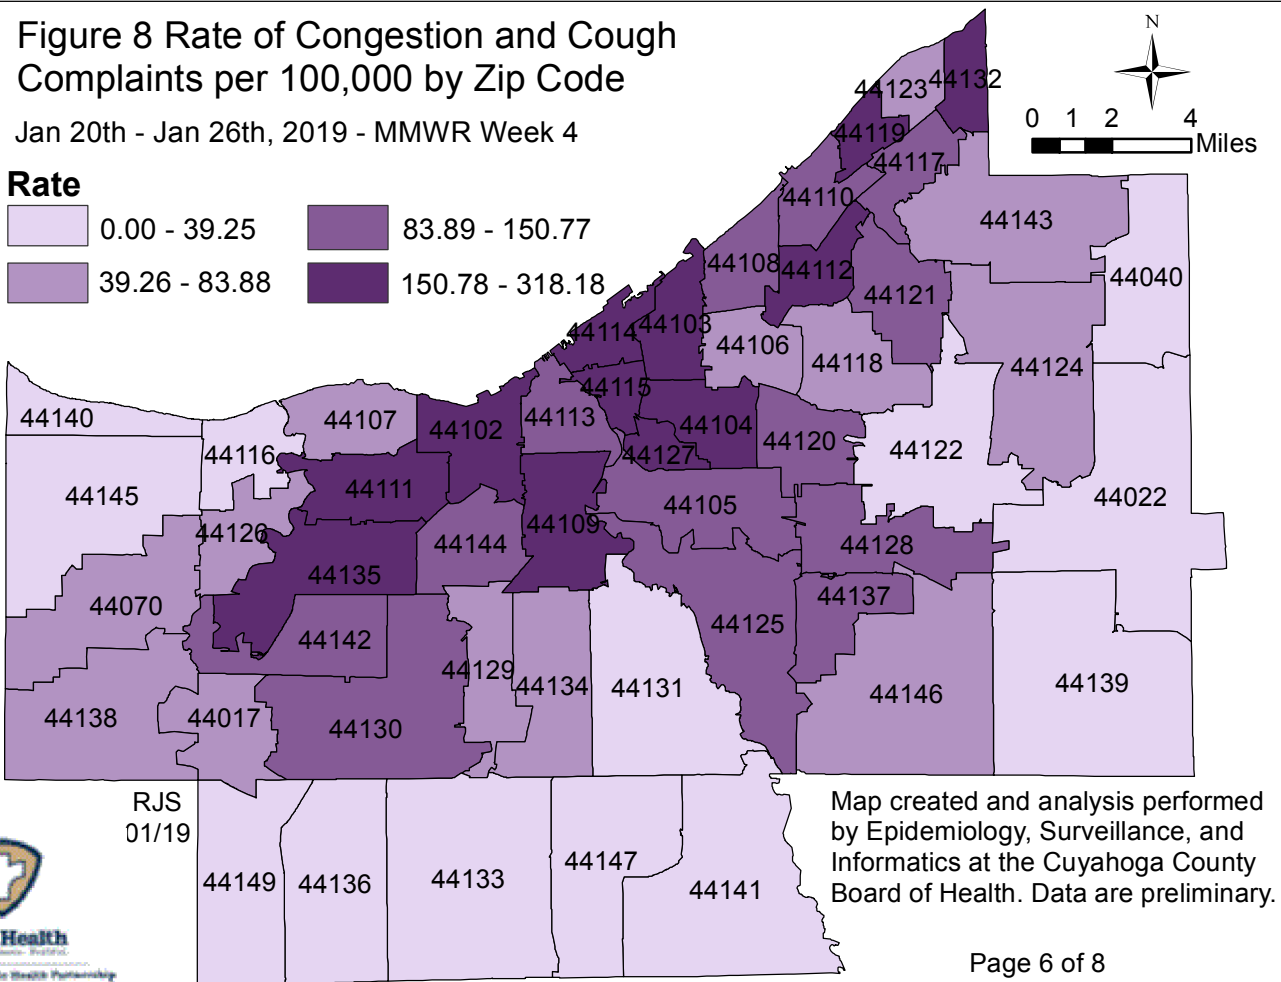 Figure 8 Rate of Congestion and Cough
Complaints per 100,000 by Zip Code
Jan 20th - Jan 26th, 2019 - MMWR Week 4
Rate
0.00 - 39.25
83.89 - 150.77
39.26 - 83.88
150.78 - 318.18
N
0 1 2 4
Miles
44123
44132
44119
44117
44110
44143
44108
44112
44040
44121
44114
44103
44106
44118
44124
44115
44140
44107
44102
44113
44104
44120
44116
44127
44122
44145
44111
44105
44022
44126
44109
44144
44128
44135
44070
44137
44142
44125
44129
44134
44131
44146
44139
44138
44017
44130
RJS
01/19
44149
44136
44133
44147
44141
Map created and analysis performed
by Epidemiology, Surveillance, and
Informatics at the Cuyahoga County
Board of Health. Data are preliminary.
Health
Page 6 of 8